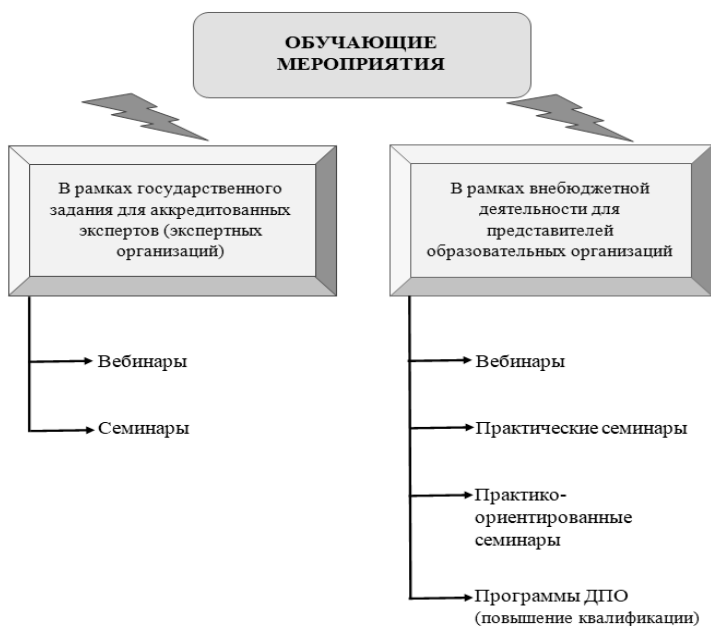 ОБУЧАЮЩИЕ
МЕРОПРИЯТИЯ
В рамках государственного
задания для аккредитованных
экспертов (экспертных
организаций)
Вебинары
Семинары
В рамках внебюджетной
деятельности для
представителей
образовательных организаций
Вебинары
Практические семинары
Практико-
ориентированные
семинары
Программы ДПО
(повышение квалификации)